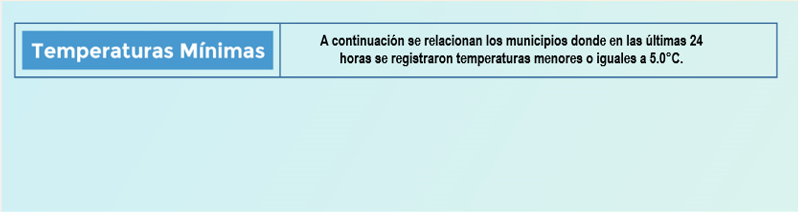 Temperaturas Mínimas
A continuación se relacionan los municipios donde en las últimas 24
horas se registraron temperaturas menores o iguales a 5.0°C.